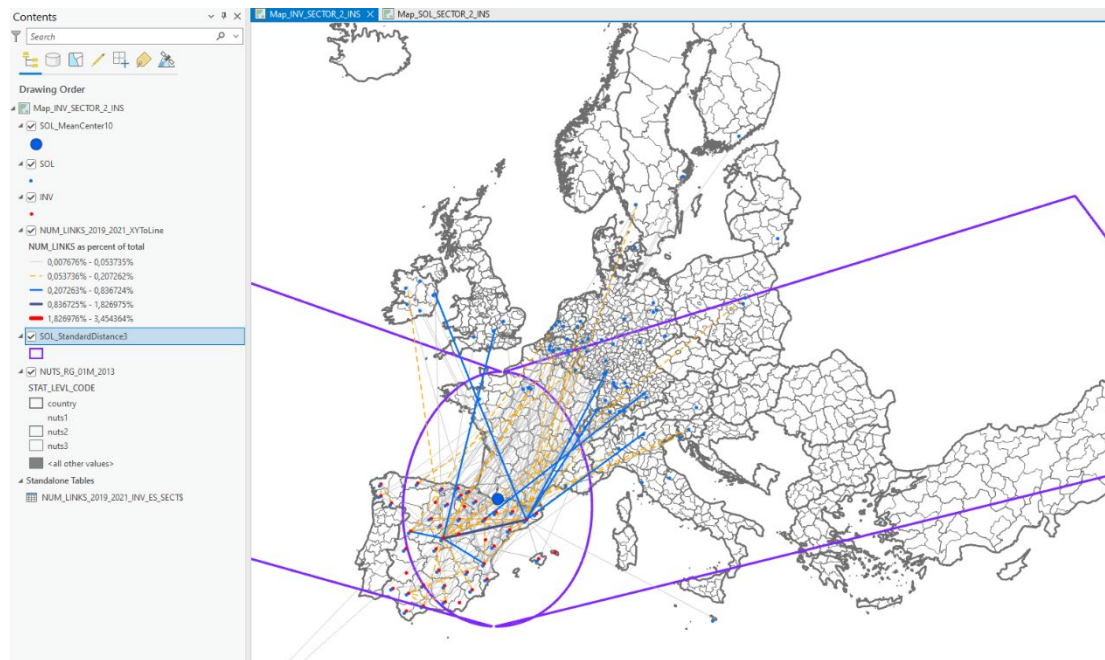 Contents
Search
Drawing Order
Map_INV_SECTOR_2_INS
SOL_MeanCenter10
SOL
INV
NUM_LINKS_2019_2021_XYToLine
NUM_LINKS as percent of total
0,007676% - 0,053735%
0,053736% - 0,207262%
0,207263% - 0,836724%
0,836725% - 1,826975%
1,826976% - 3,454364%
SOL_StandardDistance3
NUTS_RG_01M_2013
STAT_LEVL_CODE
country
nuts1
nuts2
nuts3
<all other values>
Standalone Tables
NUM_LINKS_2019_2021_INV_ES_SECT$
Map_INV_SECTOR_2_INS
Map_SOL_SECTOR_2_INS